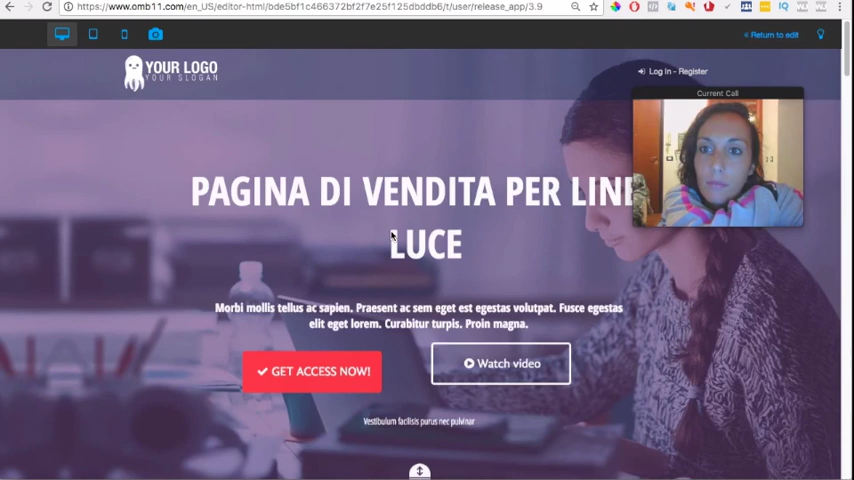 https://www.omb11.com/en_US/editor-html/bde5bf1c466372bf2f7e25f125dbddb6/t/user/release_app/3.9
< Return to edit
YOUR LOGO
YOUR SLOGAN
Log In - Register
Current Call
PAGINA DI VENDITA PER LINE
LUCE
Morbi mollis tellus ac sapien. Praesent ac sem eget est egestas volutpat. Fusce egestas
elit eget lorem. Curabitur turpis. Proin magna.
GET ACCESS NOW!
Watch video
Vestibulum facilisis purus nec pulvinar